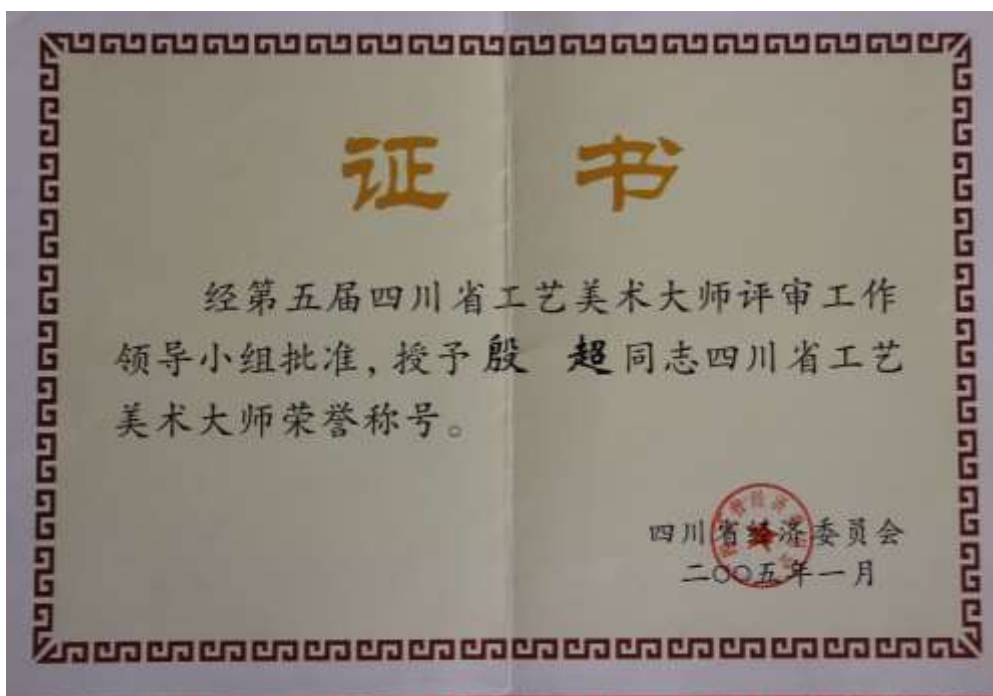 证 书
经第五届四川省工艺美术大师评审工作
领导小组批准，授予殷 超同志四川省工艺
美术大师荣誉称号。
四川省经济委员会
二〇〇五年一月